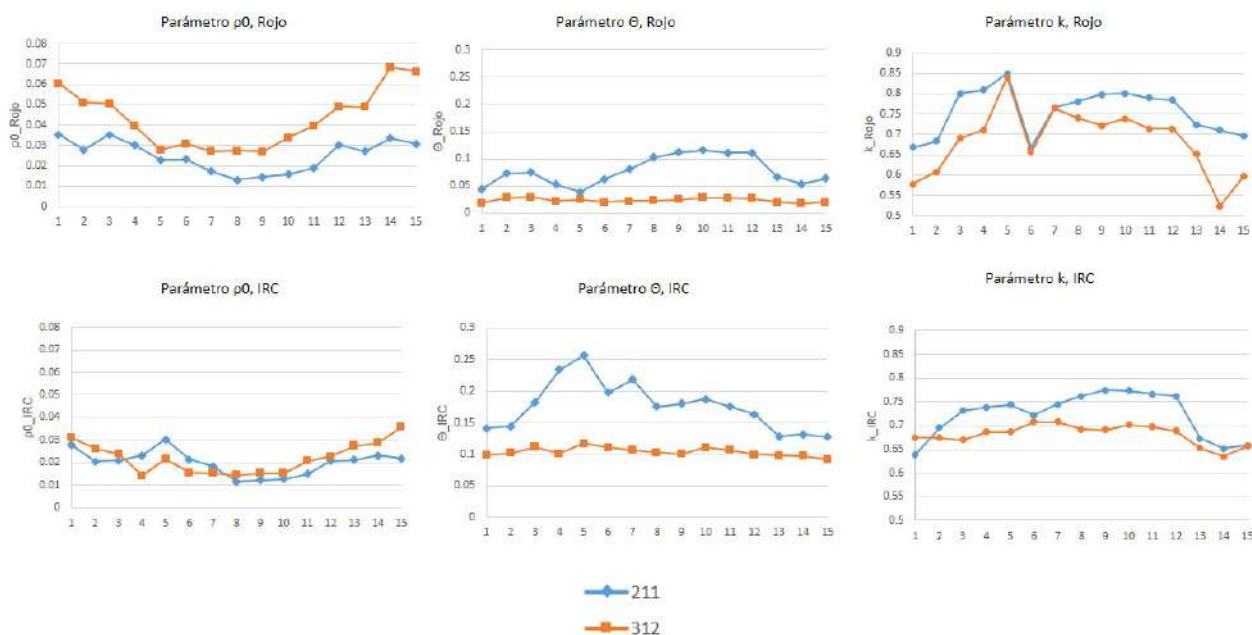 Parámetro ρ0, Rojo
0.08
0.07
0.06
0.05
0.04
0.03
0.02
0.01
0
ρ0_Rojo
1 2 3 4 5 6 7 8 9 10 11 12 13 14 15
Parámetro Θ, Rojo
0.3
0.25
0.2
0.15
0.1
0.05
0
Θ_Rojo
1 2 3 4 5 6 7 8 9 10 11 12 13 14 15
Parámetro k, Rojo
0.9
0.85
0.8
0.75
0.7
0.65
0.6
0.55
0.5
k_Rojo
1 2 3 4 5 6 7 8 9 10 11 12 13 14 15
Parámetro ρ0, IRC
0.08
0.07
0.06
0.05
0.04
0.03
0.02
0.01
0
ρ0_IRC
1 2 3 4 5 6 7 8 9 10 11 12 13 14 15
Parámetro Θ, IRC
0.3
0.25
0.2
0.15
0.1
0.05
0
Θ_IRC
1 2 3 4 5 6 7 8 9 10 11 12 13 14 15
Parámetro k, IRC
0.9
0.85
0.8
0.75
0.7
0.65
0.6
0.55
0.5
k_IRC
1 2 3 4 5 6 7 8 9 10 11 12 13 14 15
211
312